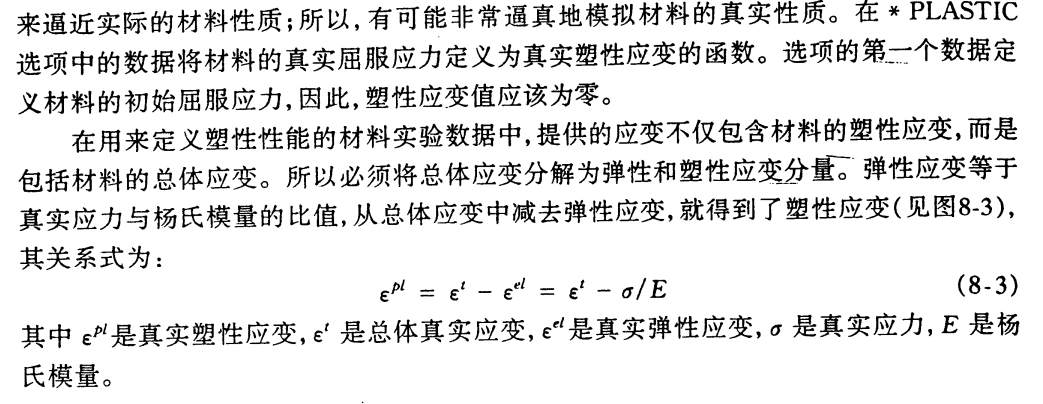 来逼近实际的材料性质;所以,有可能非常逼真地模拟材料的真实性质。在 * PLASTIC
选项中的数据将材料的真实屈服应力定义为真实塑性应变的函数。选项的第一个数据定
义材料的初始屈服应力,因此,塑性应变值应该为零。
在用来定义塑性性能的材料实验数据中,提供的应变不仅包含材料的塑性应变,而是
包括材料的总体应变。所以必须将总体应变分解为弹性和塑性应变分量。弹性应变等于
真实应力与杨氏模量的比值,从总体应变中减去弹性应变,就得到了塑性应变(见图8-3),
其关系式为:
ε^{pl} = ε^{t} − ε^{el} = ε^{t} − σ/E (8-3)
其中 ε^{pl}是真实塑性应变,ε^{t} 是总体真实应变,ε^{el}是真实弹性应变,σ 是真实应力,E 是杨
氏模量。